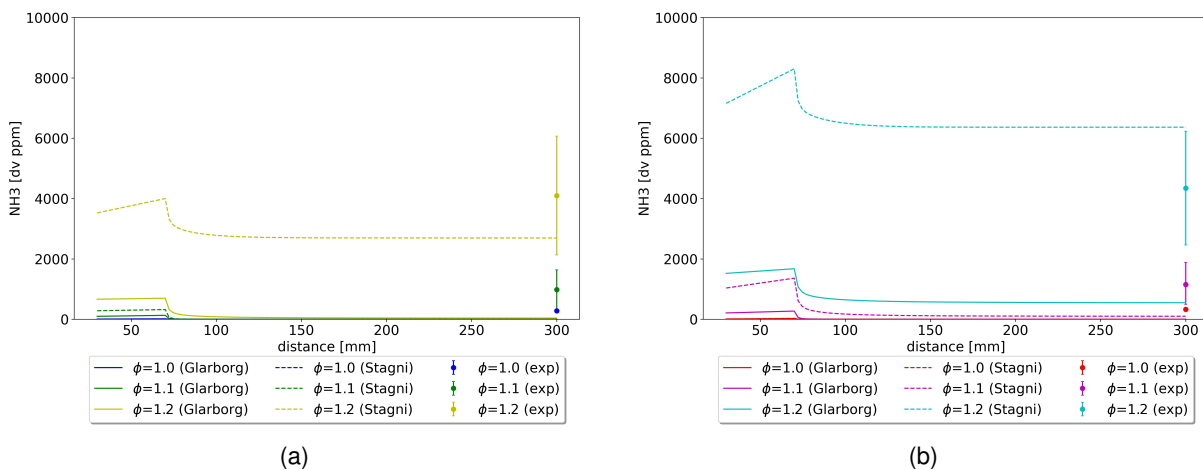 10000
8000
6000
4000
2000
0
NH3 [dv ppm]
50 100 150 200 250 300
distance [mm]
ϕ=1.0 (Glarborg) ϕ=1.0 (Stagni) ϕ=1.0 (exp)
ϕ=1.1 (Glarborg) ϕ=1.1 (Stagni) ϕ=1.1 (exp)
ϕ=1.2 (Glarborg) ϕ=1.2 (Stagni) ϕ=1.2 (exp)
(a)
10000
8000
6000
4000
2000
0
NH3 [dv ppm]
50 100 150 200 250 300
distance [mm]
ϕ=1.0 (Glarborg) ϕ=1.0 (Stagni) ϕ=1.0 (exp)
ϕ=1.1 (Glarborg) ϕ=1.1 (Stagni) ϕ=1.1 (exp)
ϕ=1.2 (Glarborg) ϕ=1.2 (Stagni) ϕ=1.2 (exp)
(b)